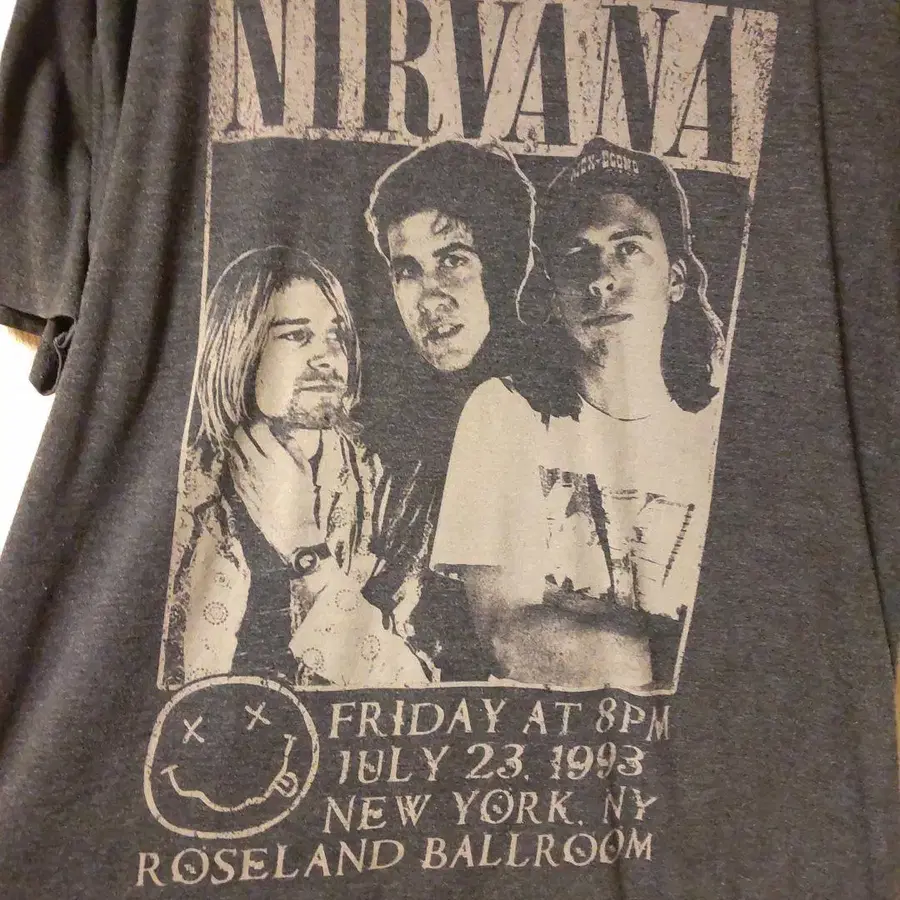 NIRVANA
FRIDAY AT 8PM
JULY 23, 1993
NEW YORK, NY
ROSELAND BALLROOM